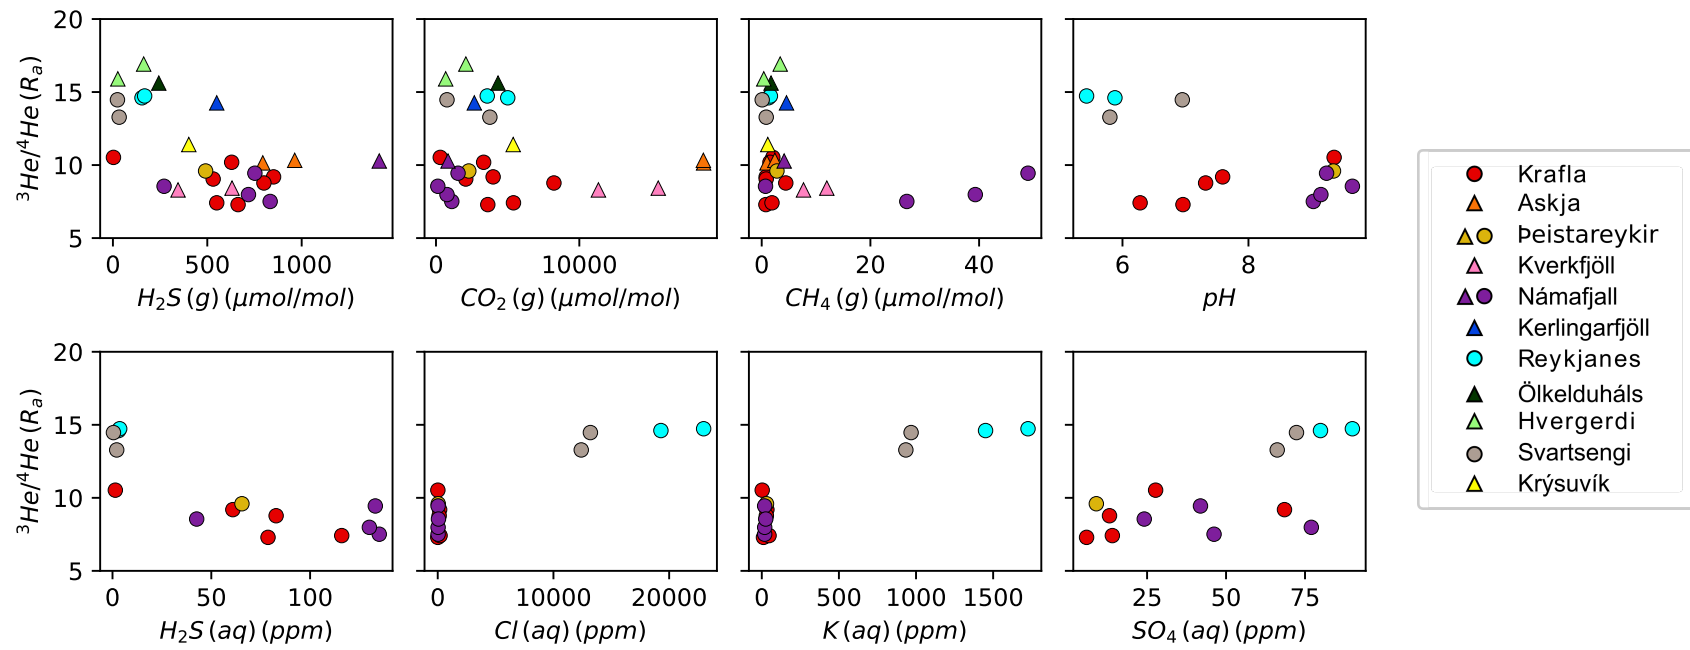 20
15
10
5
³He/⁴He (Rₐ)
0 500 1000
H₂S (g) (μmol/mol)
0 10000
CO₂ (g) (μmol/mol)
0 20 40
CH₄ (g) (μmol/mol)
6 8
pH
20
15
10
5
³He/⁴He (Rₐ)
0 50 100
H₂S (aq) (ppm)
0 10000 20000
Cl (aq) (ppm)
0 500 1000 1500
K (aq) (ppm)
25 50 75
SO₄ (aq) (ppm)
Krafla
Askja
Þeistareykir
Kverkfjöll
Námafjall
Kerlingarfjöll
Reykjanes
Ölkelduháls
Hvergerdi
Svartsengi
Krýsuvík